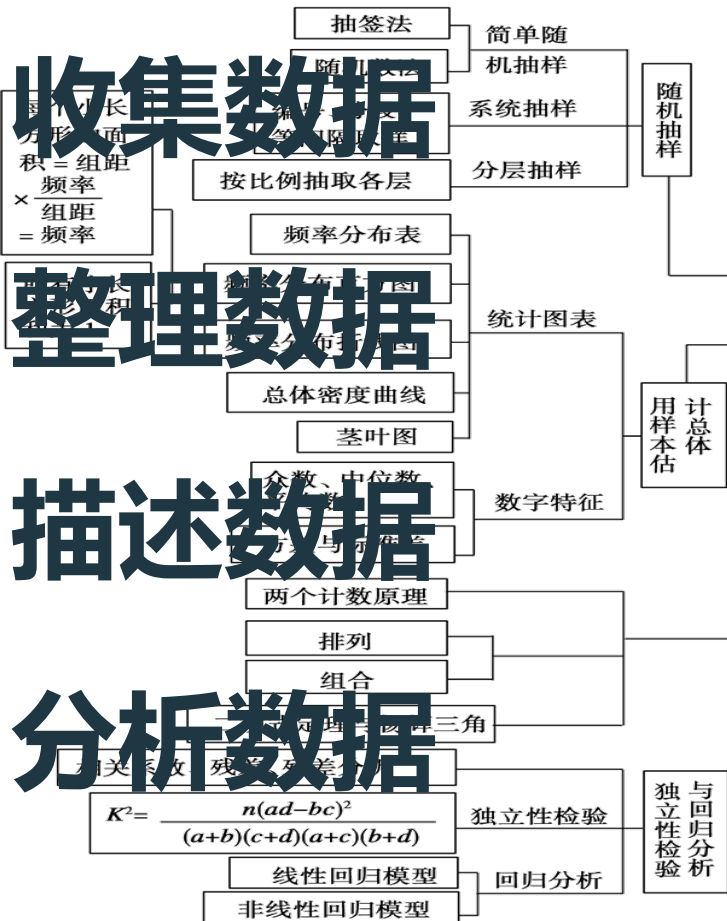 抽签法
简单随
机抽样
收集数据
随机抽样
系统抽样
积 = 组距
× 频率
组距
= 频率
按比例抽取各层
分层抽样
频率分布表
整理数据
统计图表
总体密度曲线
用样本估
计总体
茎叶图
众数、中位数、
描述数据
数字特征
两个计数原理
排列
组合
分析数据
K²= n(ad−bc)²
(a+b)(c+d)(a+c)(b+d)
独立性检验
与回归分析
独立性检验
线性回归模型
回归分析
非线性回归模型